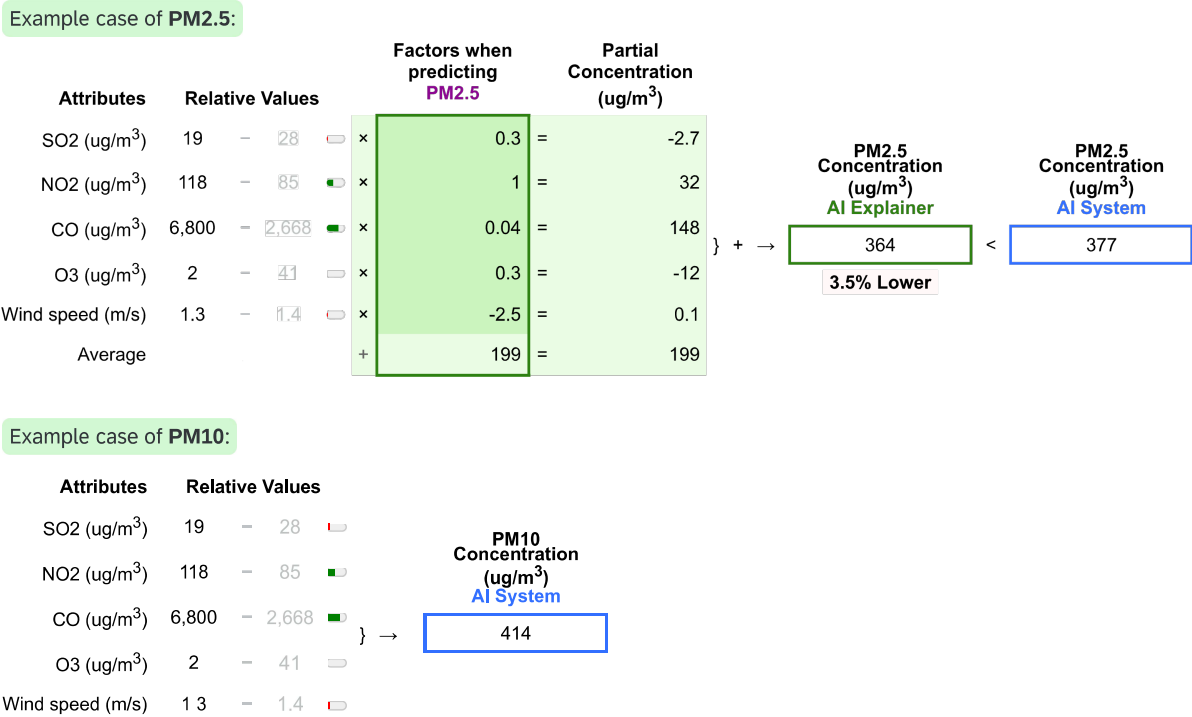 Example case of PM2.5:
Attributes Relative Values Factors when predicting PM2.5 Partial Concentration (ug/m³)
SO2 (ug/m³) 19 − 28 × 0.3 = -2.7
NO2 (ug/m³) 118 − 85 × 1 = 32
CO (ug/m³) 6,800 − 2,668 × 0.04 = 148
O3 (ug/m³) 2 − 41 × 0.3 = -12
Wind speed (m/s) 1.3 − 1.4 × -2.5 = 0.1
Average + 199 = 199
} + →
PM2.5
Concentration
(ug/m³)
AI Explainer
364
3.5% Lower
<
PM2.5
Concentration
(ug/m³)
AI System
377
Example case of PM10:
Attributes Relative Values
SO2 (ug/m³) 19 − 28
NO2 (ug/m³) 118 − 85
CO (ug/m³) 6,800 − 2,668
O3 (ug/m³) 2 − 41
Wind speed (m/s) 1 3 − 1.4
} →
PM10
Concentration
(ug/m³)
AI System
414